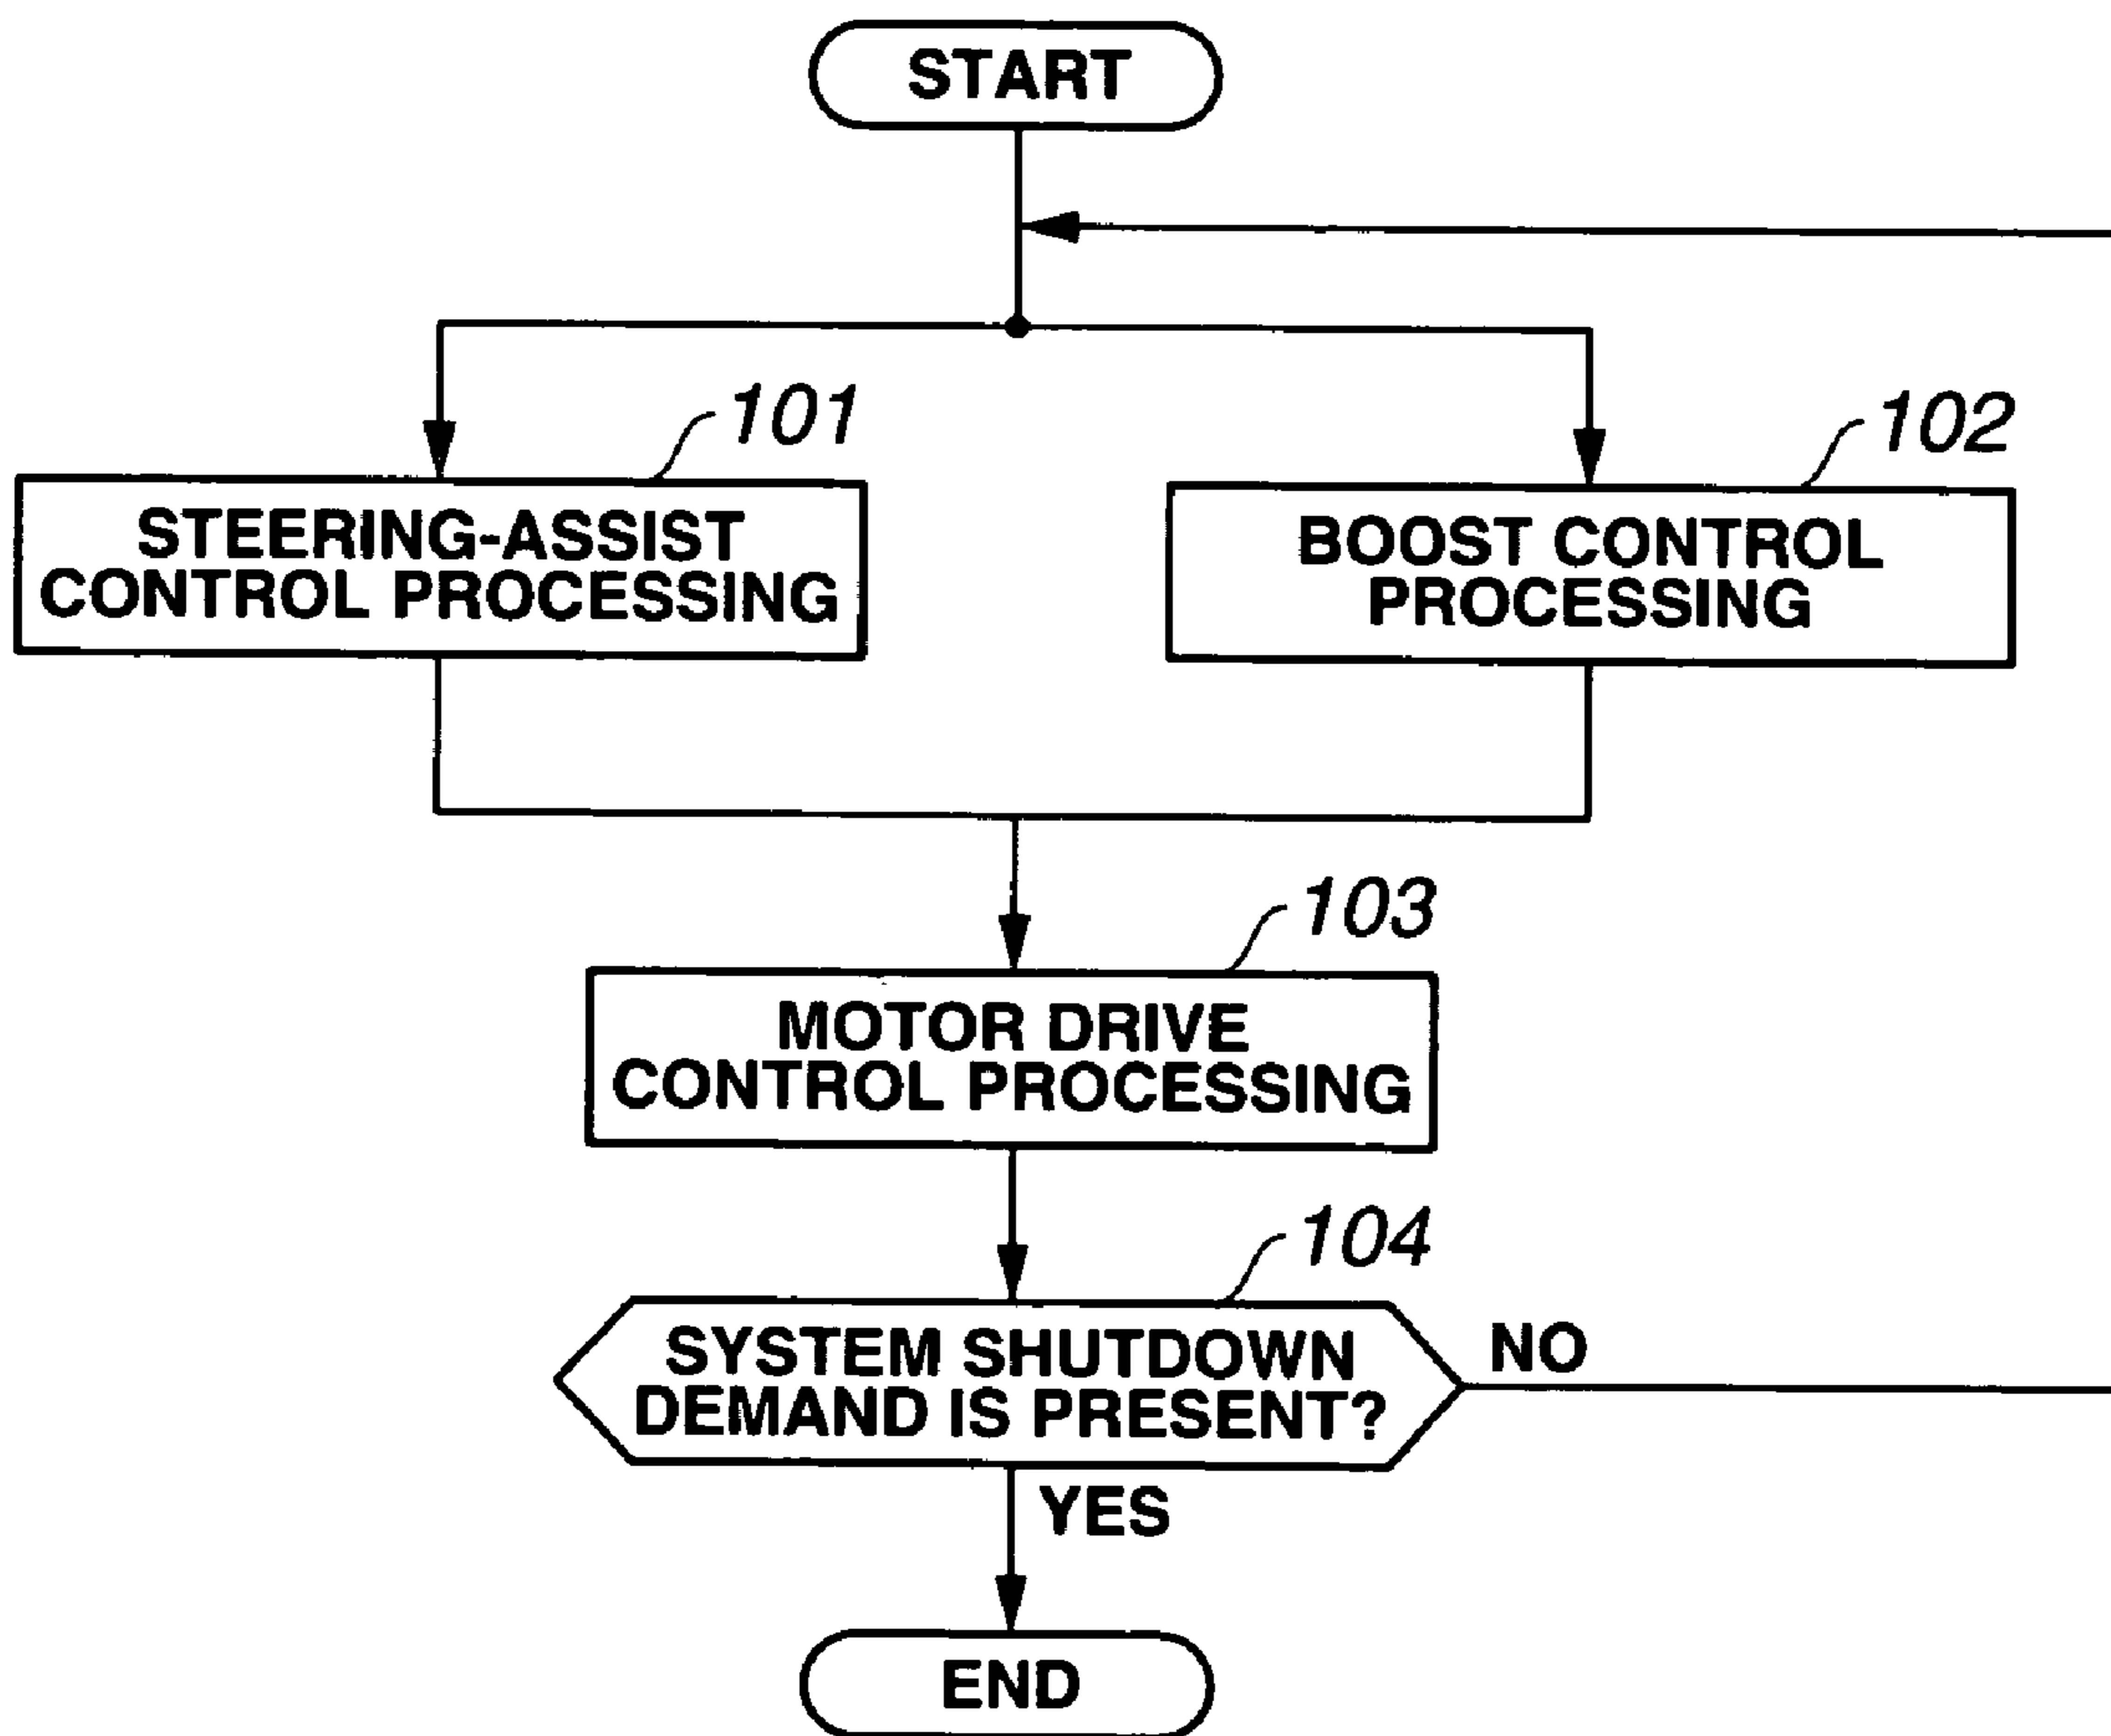 START
101
102
STEERING-ASSIST
CONTROL PROCESSING
BOOST CONTROL
PROCESSING
103
MOTOR DRIVE
CONTROL PROCESSING
104
SYSTEM SHUTDOWN
DEMAND IS PRESENT?
NO
YES
END